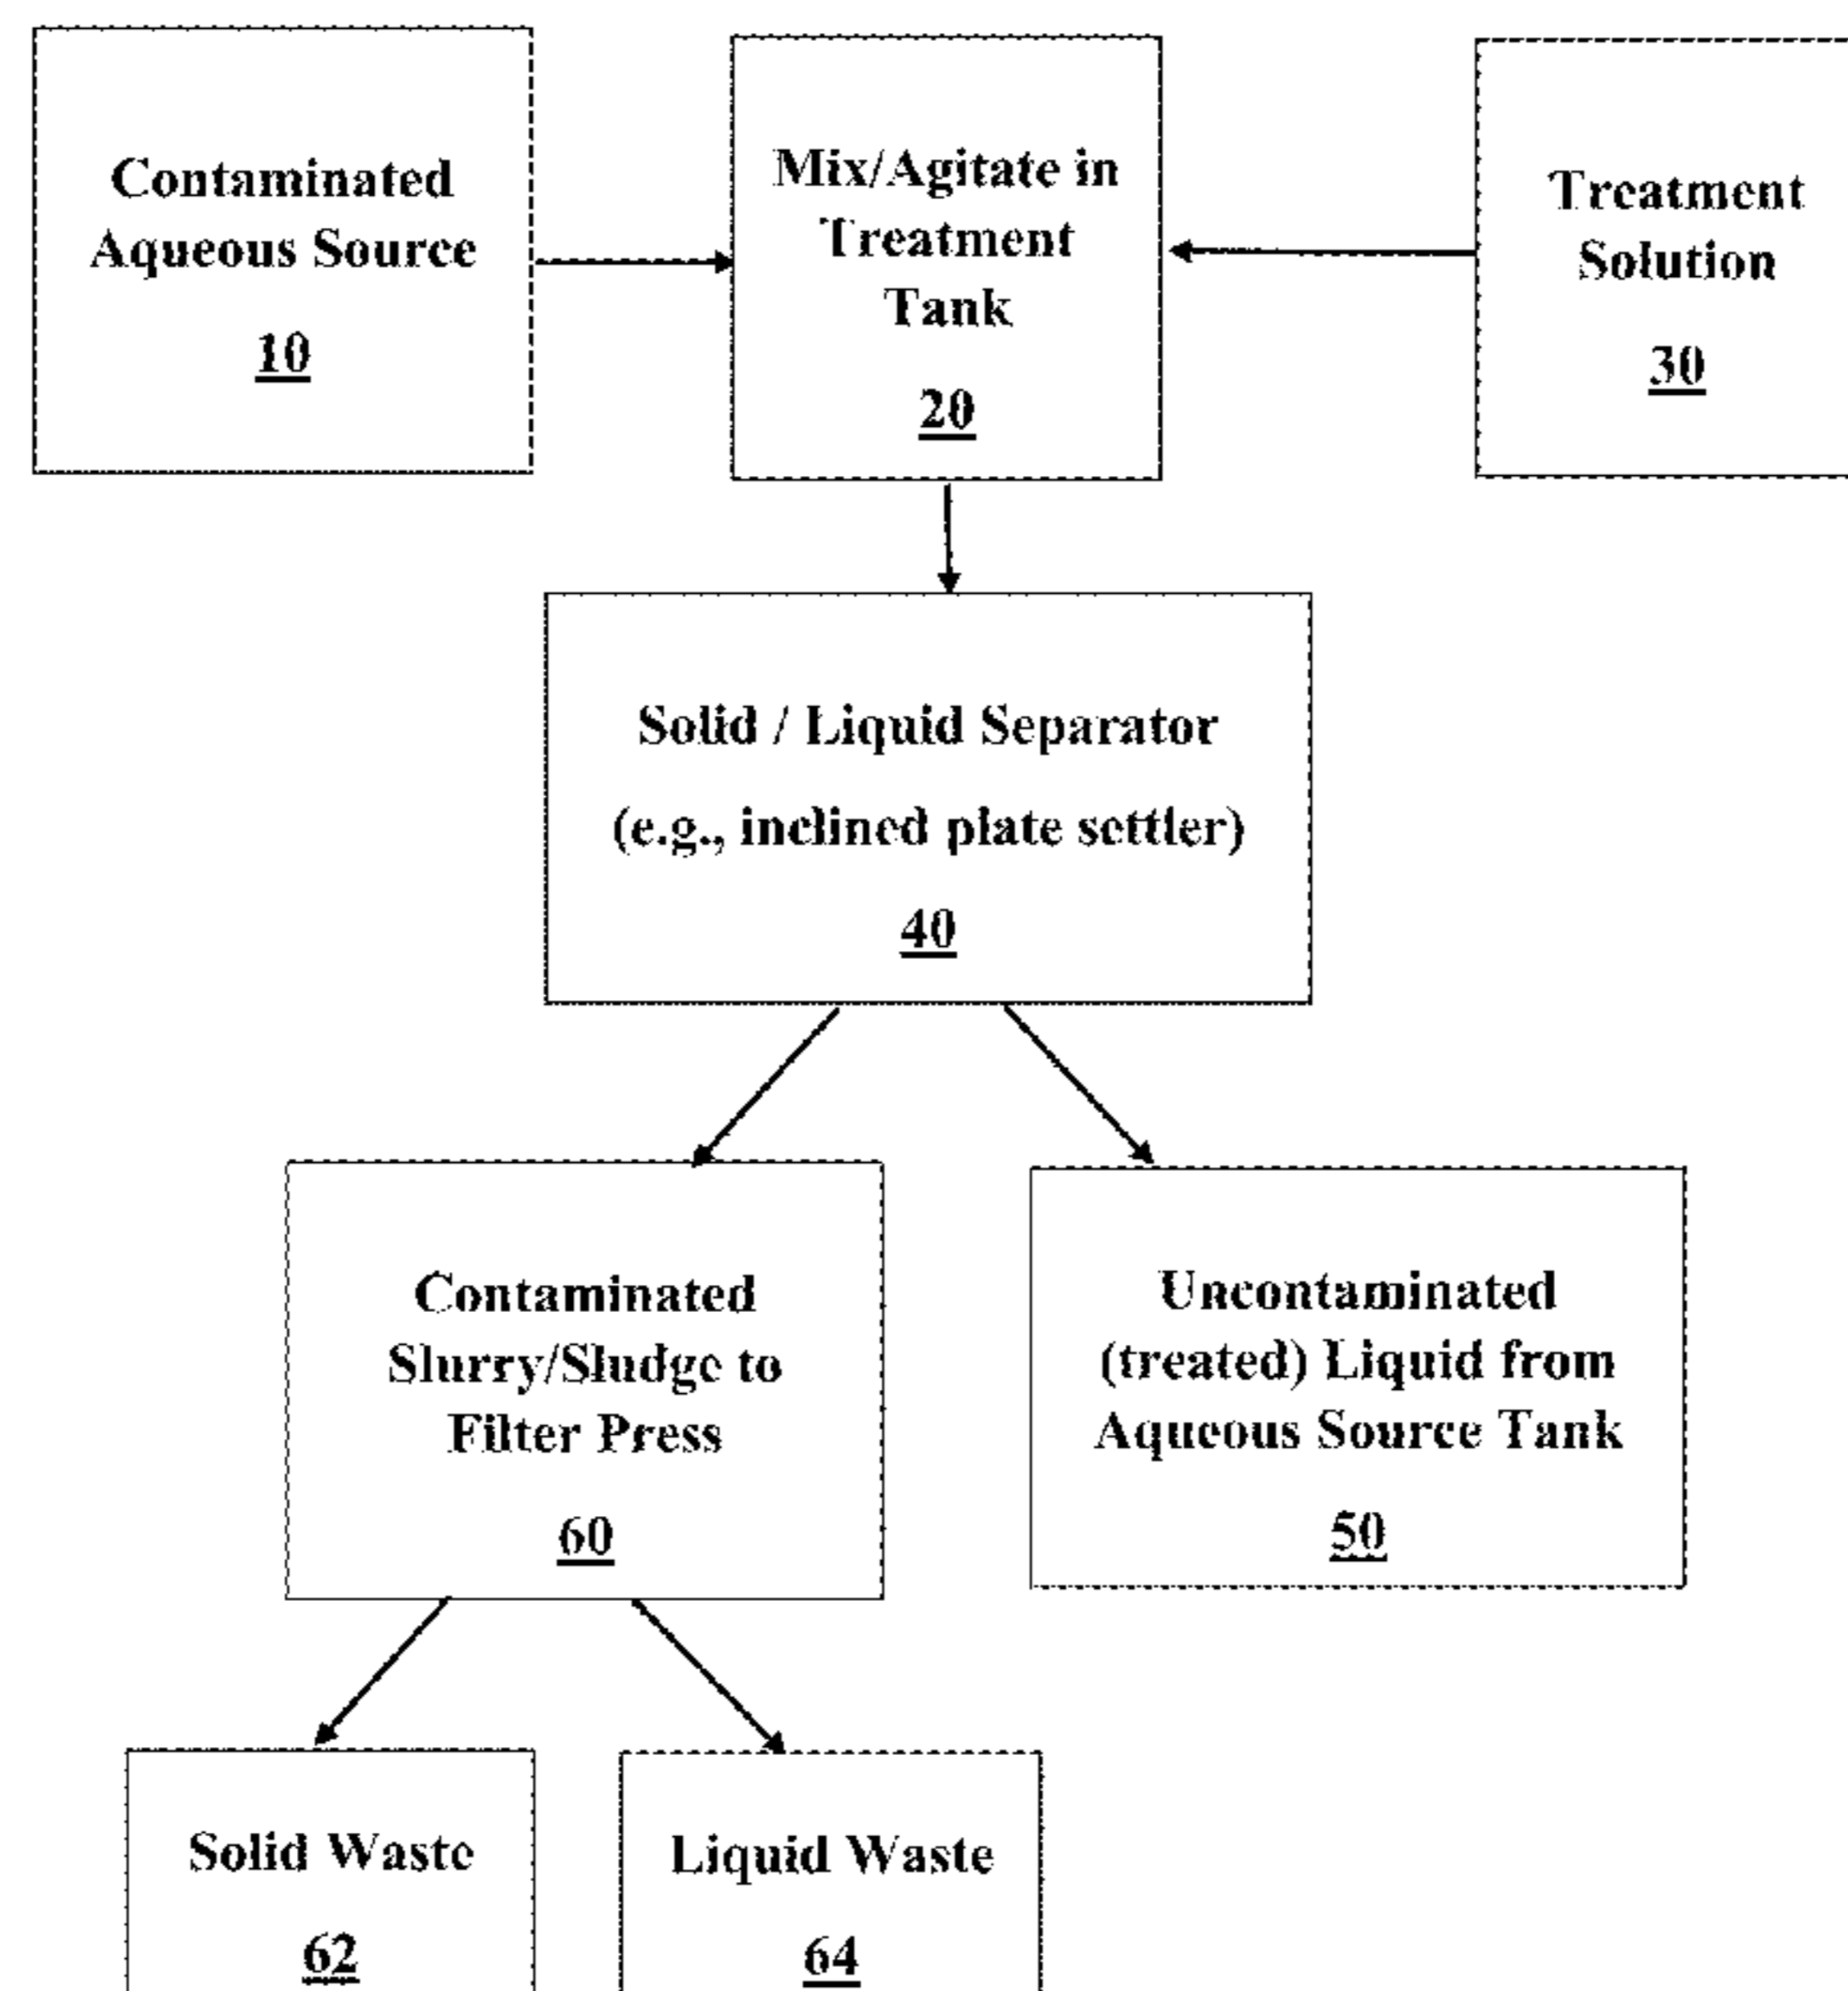 Contaminated
Aqueous Source
10
Mix/Agitate in
Treatment
Tank
20
Treatment
Solution
30
Solid / Liquid Separator
(e.g., inclined plate settler)
40
Contaminated
Slurry/Sludge to
Filter Press
60
Uncontaminated
(treated) Liquid from
Aqueous Source Tank
50
Solid Waste
62
Liquid Waste
64